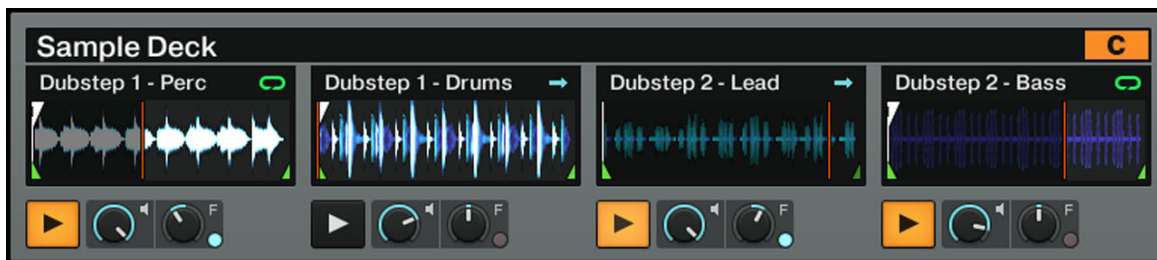 Sample Deck
C
Dubstep 1 - Perc
Dubstep 1 - Drums
Dubstep 2 - Lead
Dubstep 2 - Bass
F
F
F
F